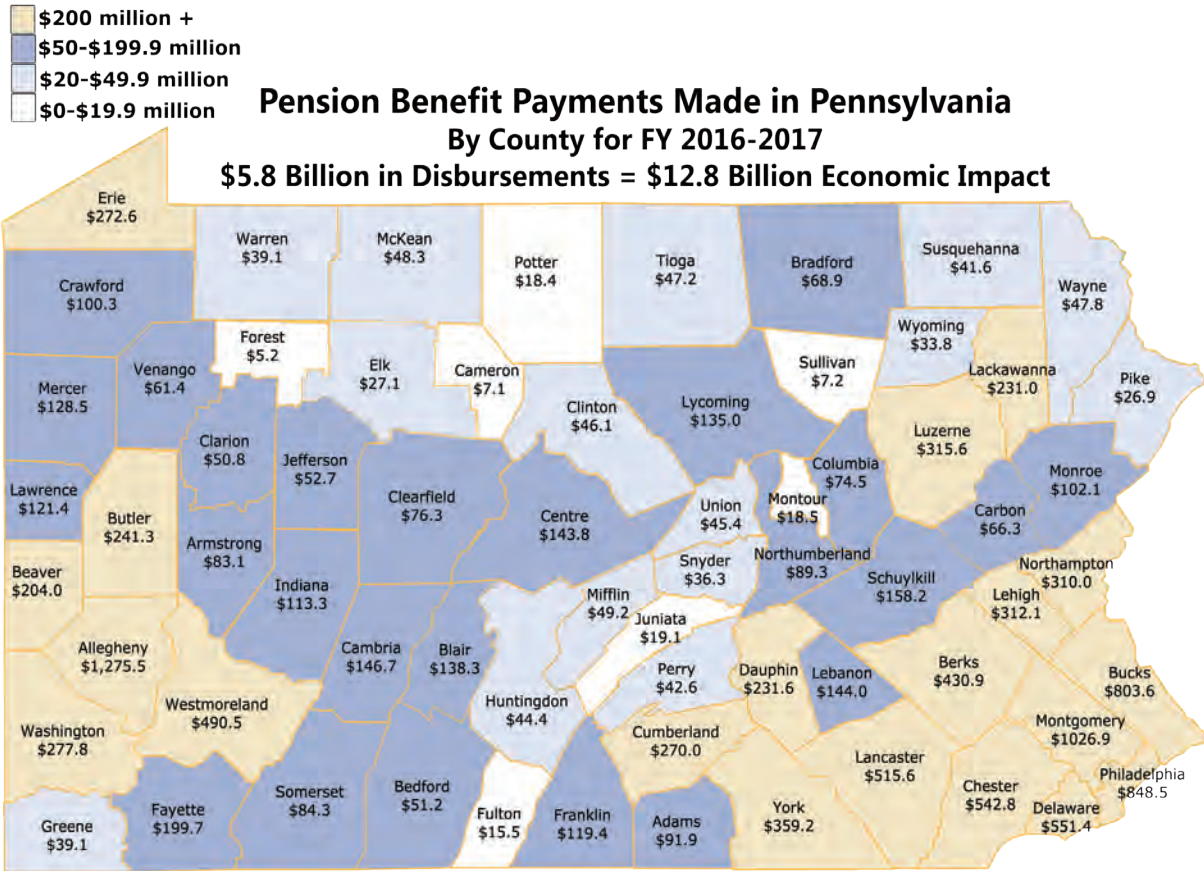 $200 million +
$50-$199.9 million
$20-$49.9 million
$0-$19.9 million
Pension Benefit Payments Made in Pennsylvania
By County for FY 2016-2017
$5.8 Billion in Disbursements = $12.8 Billion Economic Impact
Erie
$272.6
Warren
$39.1
McKean
$48.3
Potter
$18.4
Tioga
$47.2
Bradford
$68.9
Susquehanna
$41.6
Wayne
$47.8
Crawford
$100.3
Forest
$5.2
Venango
$61.4
Elk
$27.1
Cameron
$7.1
Sullivan
$7.2
Wyoming
$33.8
Lackawanna
$231.0
Pike
$26.9
Mercer
$128.5
Clinton
$46.1
Lycoming
$135.0
Luzerne
$315.6
Clarion
$50.8
Jefferson
$52.7
Columbia
$74.5
Monroe
$102.1
Lawrence
$121.4
Butler
$241.3
Clearfield
$76.3
Centre
$143.8
Union
$45.4
Montour
$18.5
Carbon
$66.3
Armstrong
$83.1
Northumberland
$89.3
Snyder
$36.3
Northampton
$310.0
Beaver
$204.0
Indiana
$113.3
Mifflin
$49.2
Schuylkill
$158.2
Lehigh
$312.1
Juniata
$19.1
Allegheny
$1,275.5
Cambria
$146.7
Blair
$138.3
Perry
$42.6
Dauphin
$231.6
Lebanon
$144.0
Berks
$430.9
Bucks
$803.6
Westmoreland
$490.5
Huntingdon
$44.4
Washington
$277.8
Cumberland
$270.0
Montgomery
$1026.9
Lancaster
$515.6
Philadelphia
$848.5
Chester
$542.8
Delaware
$551.4
Greene
$39.1
Fayette
$199.7
Somerset
$84.3
Bedford
$51.2
Fulton
$15.5
Franklin
$119.4
Adams
$91.9
York
$359.2